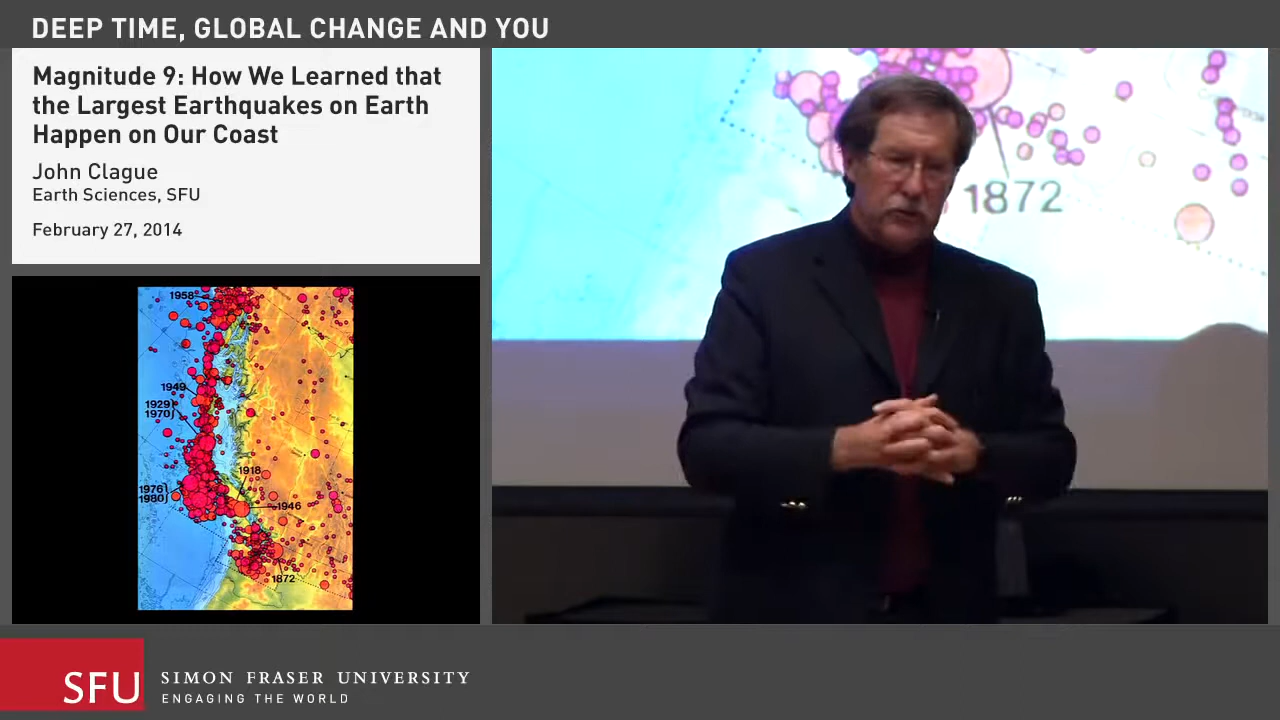 DEEP TIME, GLOBAL CHANGE AND YOU
Magnitude 9: How We Learned that
the Largest Earthquakes on Earth
Happen on Our Coast
John Clague
Earth Sciences, SFU
February 27, 2014
1872
1958
1949
1929
1970
1918
1976
1980
1946
1872
SFU
SIMON FRASER UNIVERSITY
ENGAGING THE WORLD